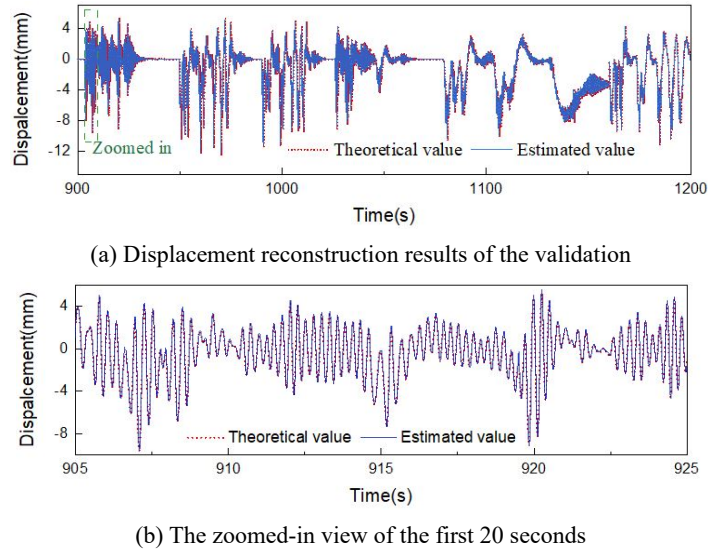 Dispalcement(mm)
4
0
-4
-8
-12
Zoomed in
Theoretical value
Estimated value
900
1000
1100
1200
Time(s)
(a) Displacement reconstruction results of the validation
Dispalcement(mm)
4
0
-4
-8
Theoretical value
Estimated value
905
910
915
920
925
Time(s)
(b) The zoomed-in view of the first 20 seconds